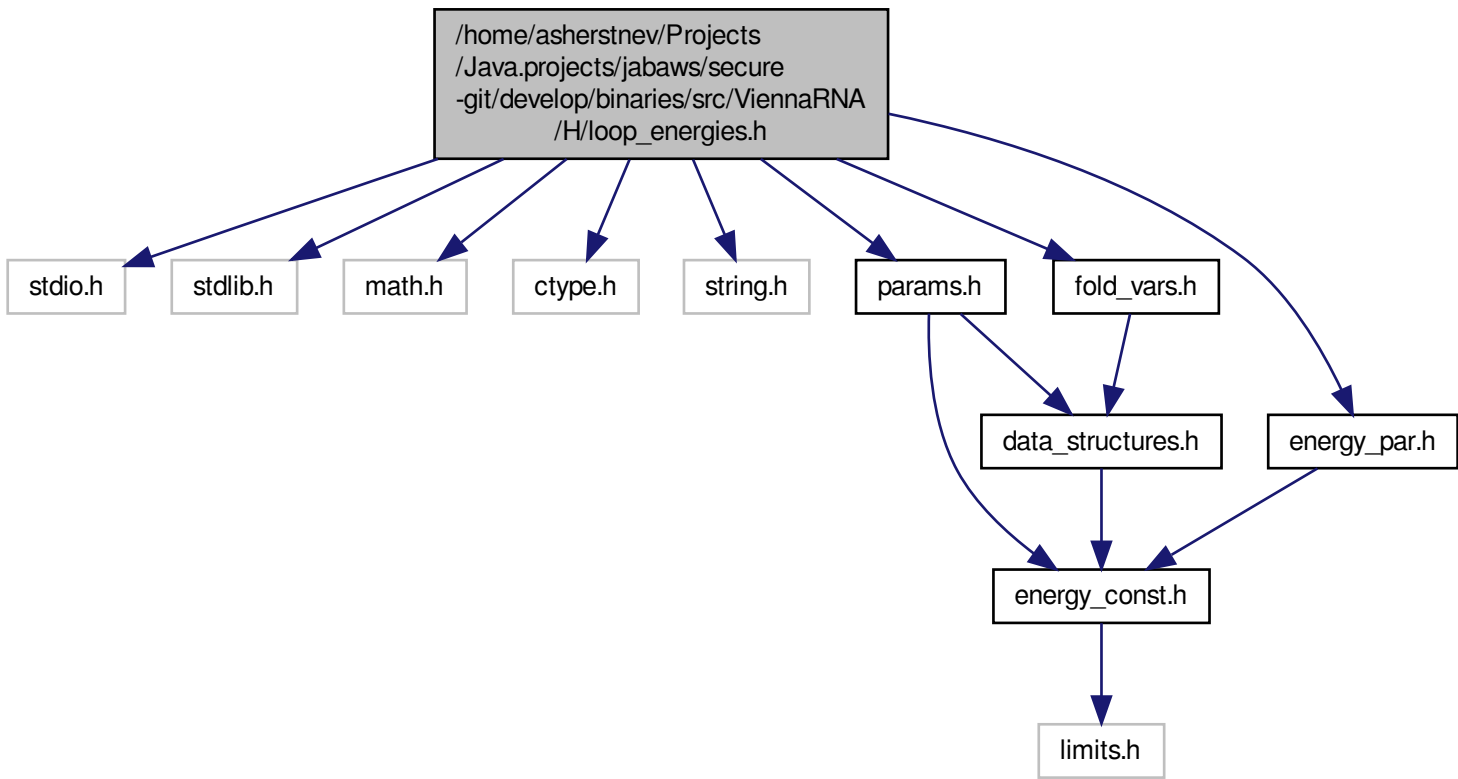 /home/asherstnev/Projects
/Java.projects/jabaws/secure
-git/develop/binaries/src/ViennaRNA
/H/loop_energies.h
stdio.h
stdlib.h
math.h
ctype.h
string.h
params.h
fold_vars.h
data_structures.h
energy_par.h
energy_const.h
limits.h